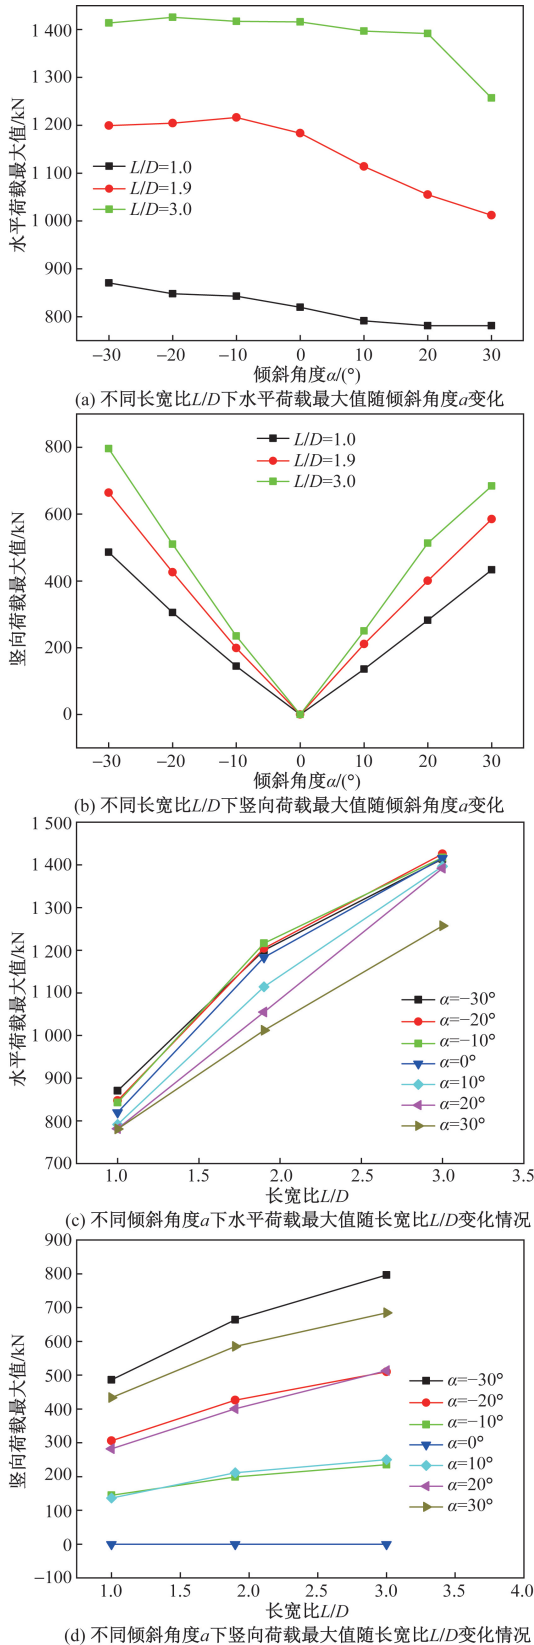 1 400
1 300
1 200
1 100
1 000
900
800
水平荷载最大值/kN
L/D=1.0
L/D=1.9
L/D=3.0
−30 −20 −10 0 10 20 30
倾斜角度α/(°)
(a) 不同长宽比L/D下水平荷载最大值随倾斜角度a变化
800
600
400
200
0
竖向荷载最大值/kN
L/D=1.0
L/D=1.9
L/D=3.0
−30 −20 −10 0 10 20 30
倾斜角度α/(°)
(b) 不同长宽比L/D下竖向荷载最大值随倾斜角度a变化
1 500
1 400
1 300
1 200
1 100
1 000
900
800
700
水平荷载最大值/kN
α=−30°
α=−20°
α=−10°
α=0°
α=10°
α=20°
α=30°
1.0 1.5 2.0 2.5 3.0 3.5
长宽比L/D
(c) 不同倾斜角度a下水平荷载最大值随长宽比L/D变化情况
900
800
700
600
500
400
300
200
100
0
−100
竖向荷载最大值/kN
α=−30°
α=−20°
α=−10°
α=0°
α=10°
α=20°
α=30°
1.0 1.5 2.0 2.5 3.0 3.5 4.0
长宽比L/D
(d) 不同倾斜角度a下竖向荷载最大值随长宽比L/D变化情况